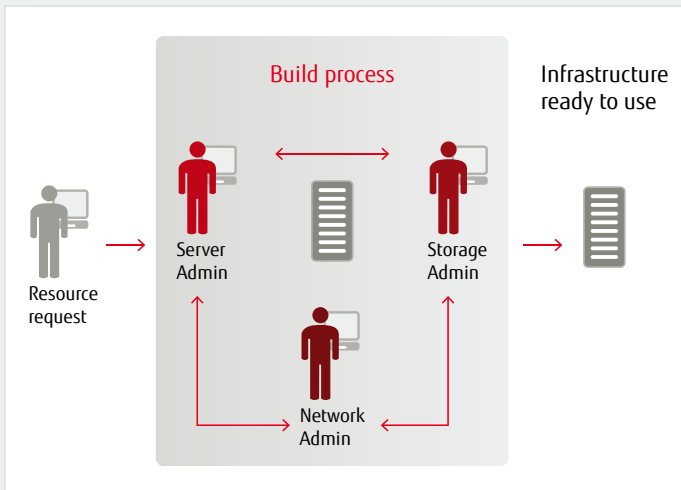 Build process
Infrastructure
ready to use
Server
Admin
Storage
Admin
Resource
request
Network
Admin